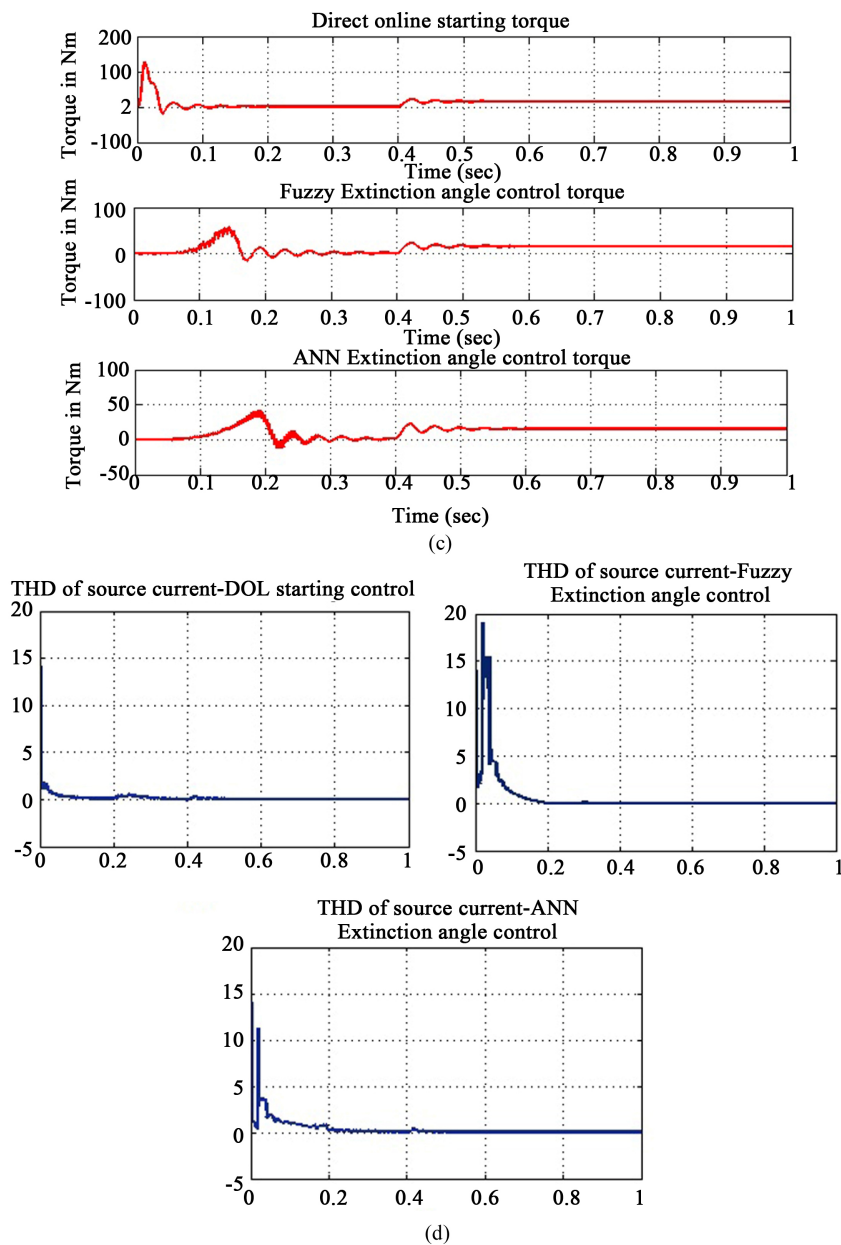 Direct online starting torque
Torque in Nm
200
100
2
-100
0 0.1 0.2 0.3 0.4 0.5 0.6 0.7 0.8 0.9 1
Time (sec)
Fuzzy Extinction angle control torque
Torque in Nm
100
0
-100
0 0.1 0.2 0.3 0.4 0.5 0.6 0.7 0.8 0.9 1
Time (sec)
ANN Extinction angle control torque
Torque in Nm
100
50
0
-50
0 0.1 0.2 0.3 0.4 0.5 0.6 0.7 0.8 0.9 1
Time (sec)
(c)
THD of source current-DOL starting control
20
15
10
5
0
-5
0 0.2 0.4 0.6 0.8 1
THD of source current-Fuzzy
Extinction angle control
20
15
10
5
0
-5
0 0.2 0.4 0.6 0.8 1
THD of source current-ANN
Extinction angle control
20
15
10
5
0
-5
0 0.2 0.4 0.6 0.8 1
(d)